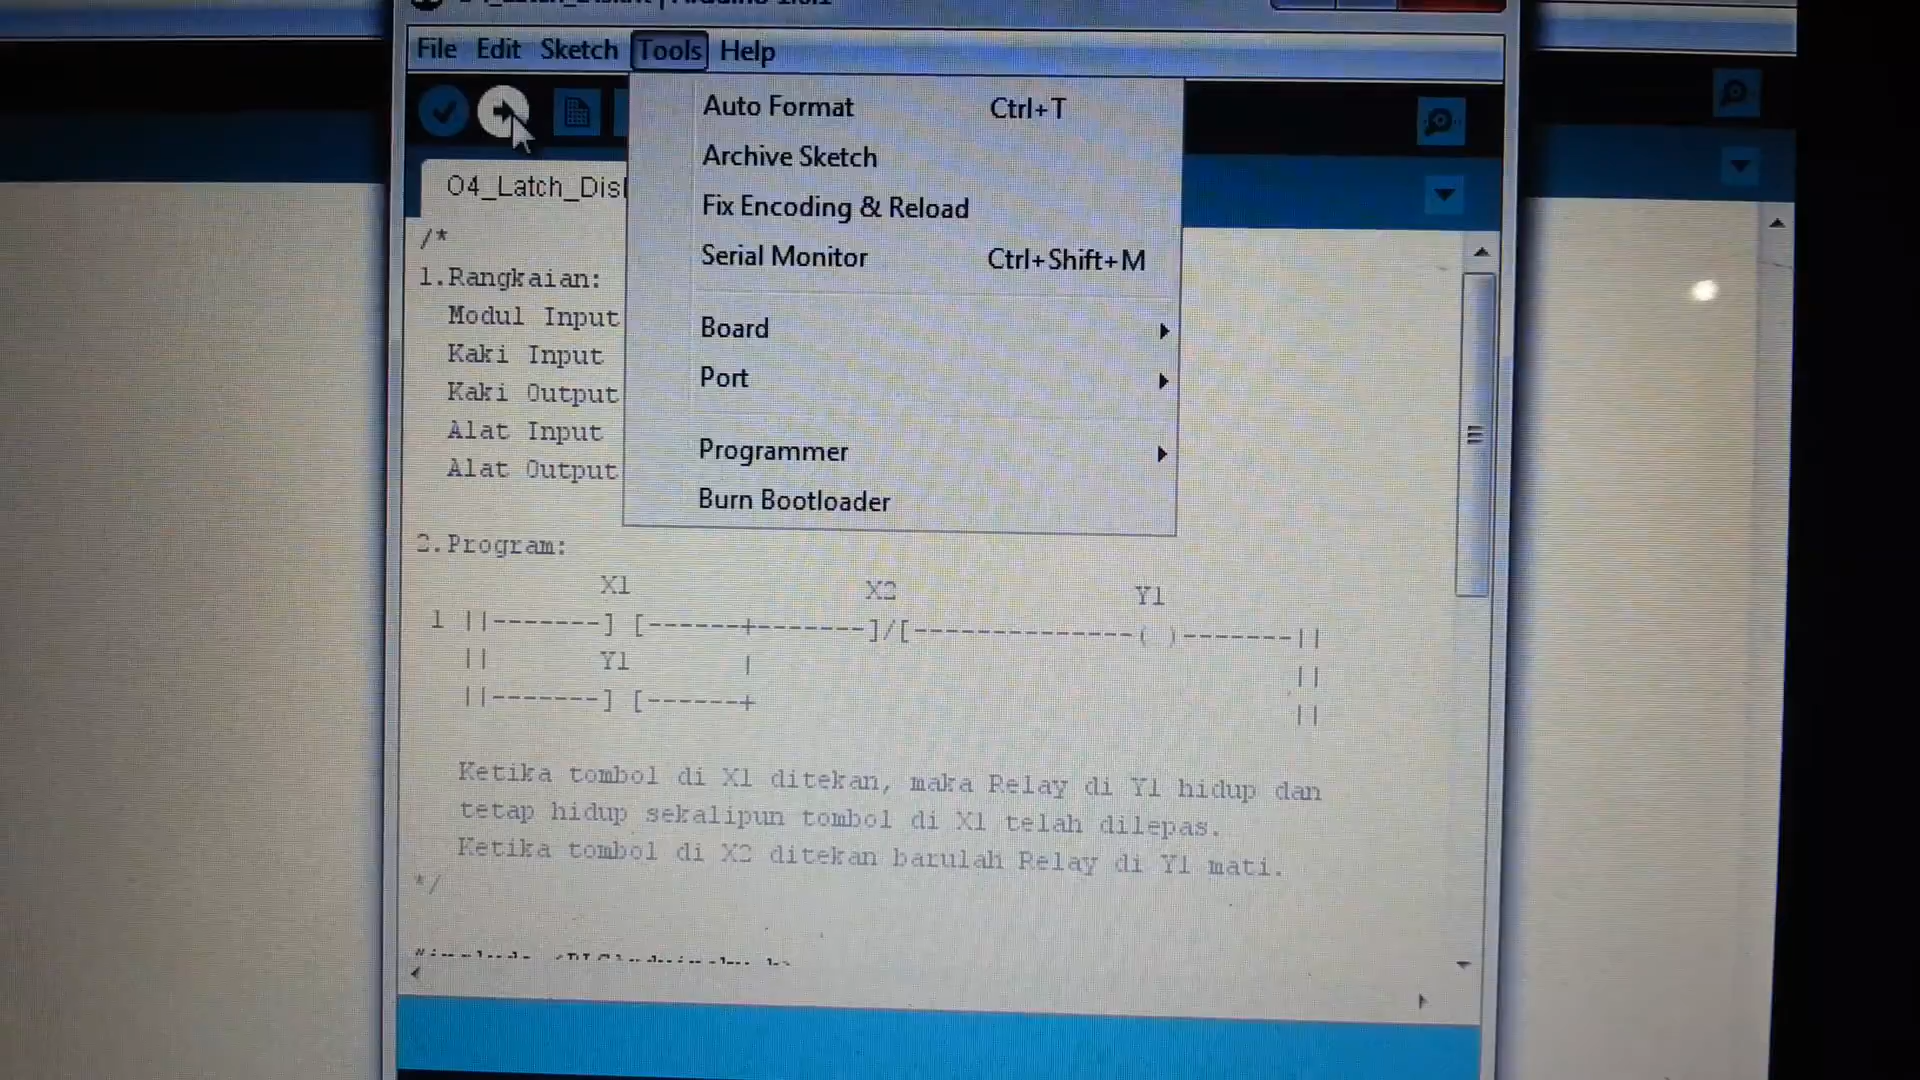 File Edit Sketch Tools Help
Auto Format Ctrl+T
Archive Sketch
Fix Encoding & Reload
Serial Monitor Ctrl+Shift+M
Board
Port
Programmer
Burn Bootloader
04_Latch_Disk
/*
1.Rangkaian:
Modul Input
Kaki Input
Kaki Output
Alat Input
Alat Output
2.Program:
X1 X2 Y1
1 ||-------] [------+-------]/[--------------( )-------||
|| Y1 | ||
||-------] [------+ ||
Ketika tombol di X1 ditekan, maka Relay di Y1 hidup dan
tetap hidup sekalipun tombol di X1 telah dilepas.
Ketika tombol di X2 ditekan barulah Relay di Y1 mati.
*/